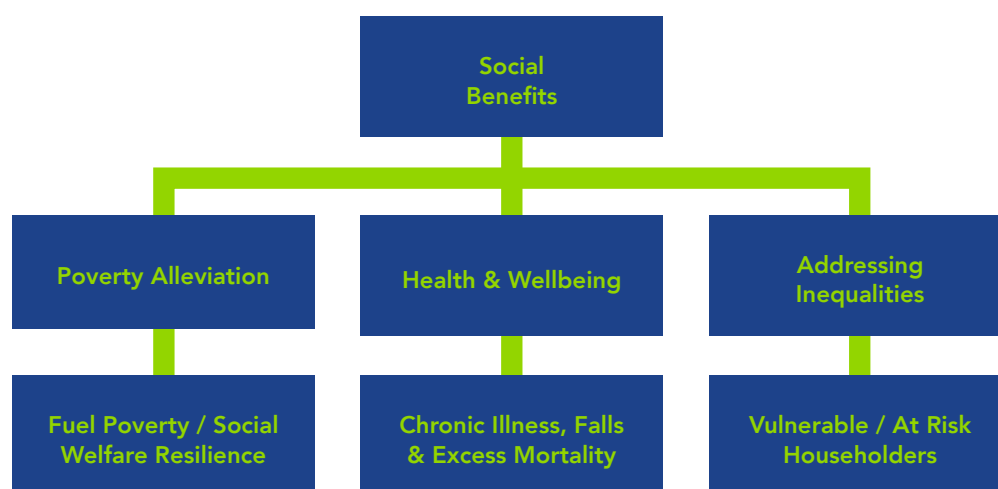 Social
Benefits
Poverty Alleviation
Health & Wellbeing
Addressing
Inequalities
Fuel Poverty / Social
Welfare Resilience
Chronic Illness, Falls
& Excess Mortality
Vulnerable / At Risk
Householders